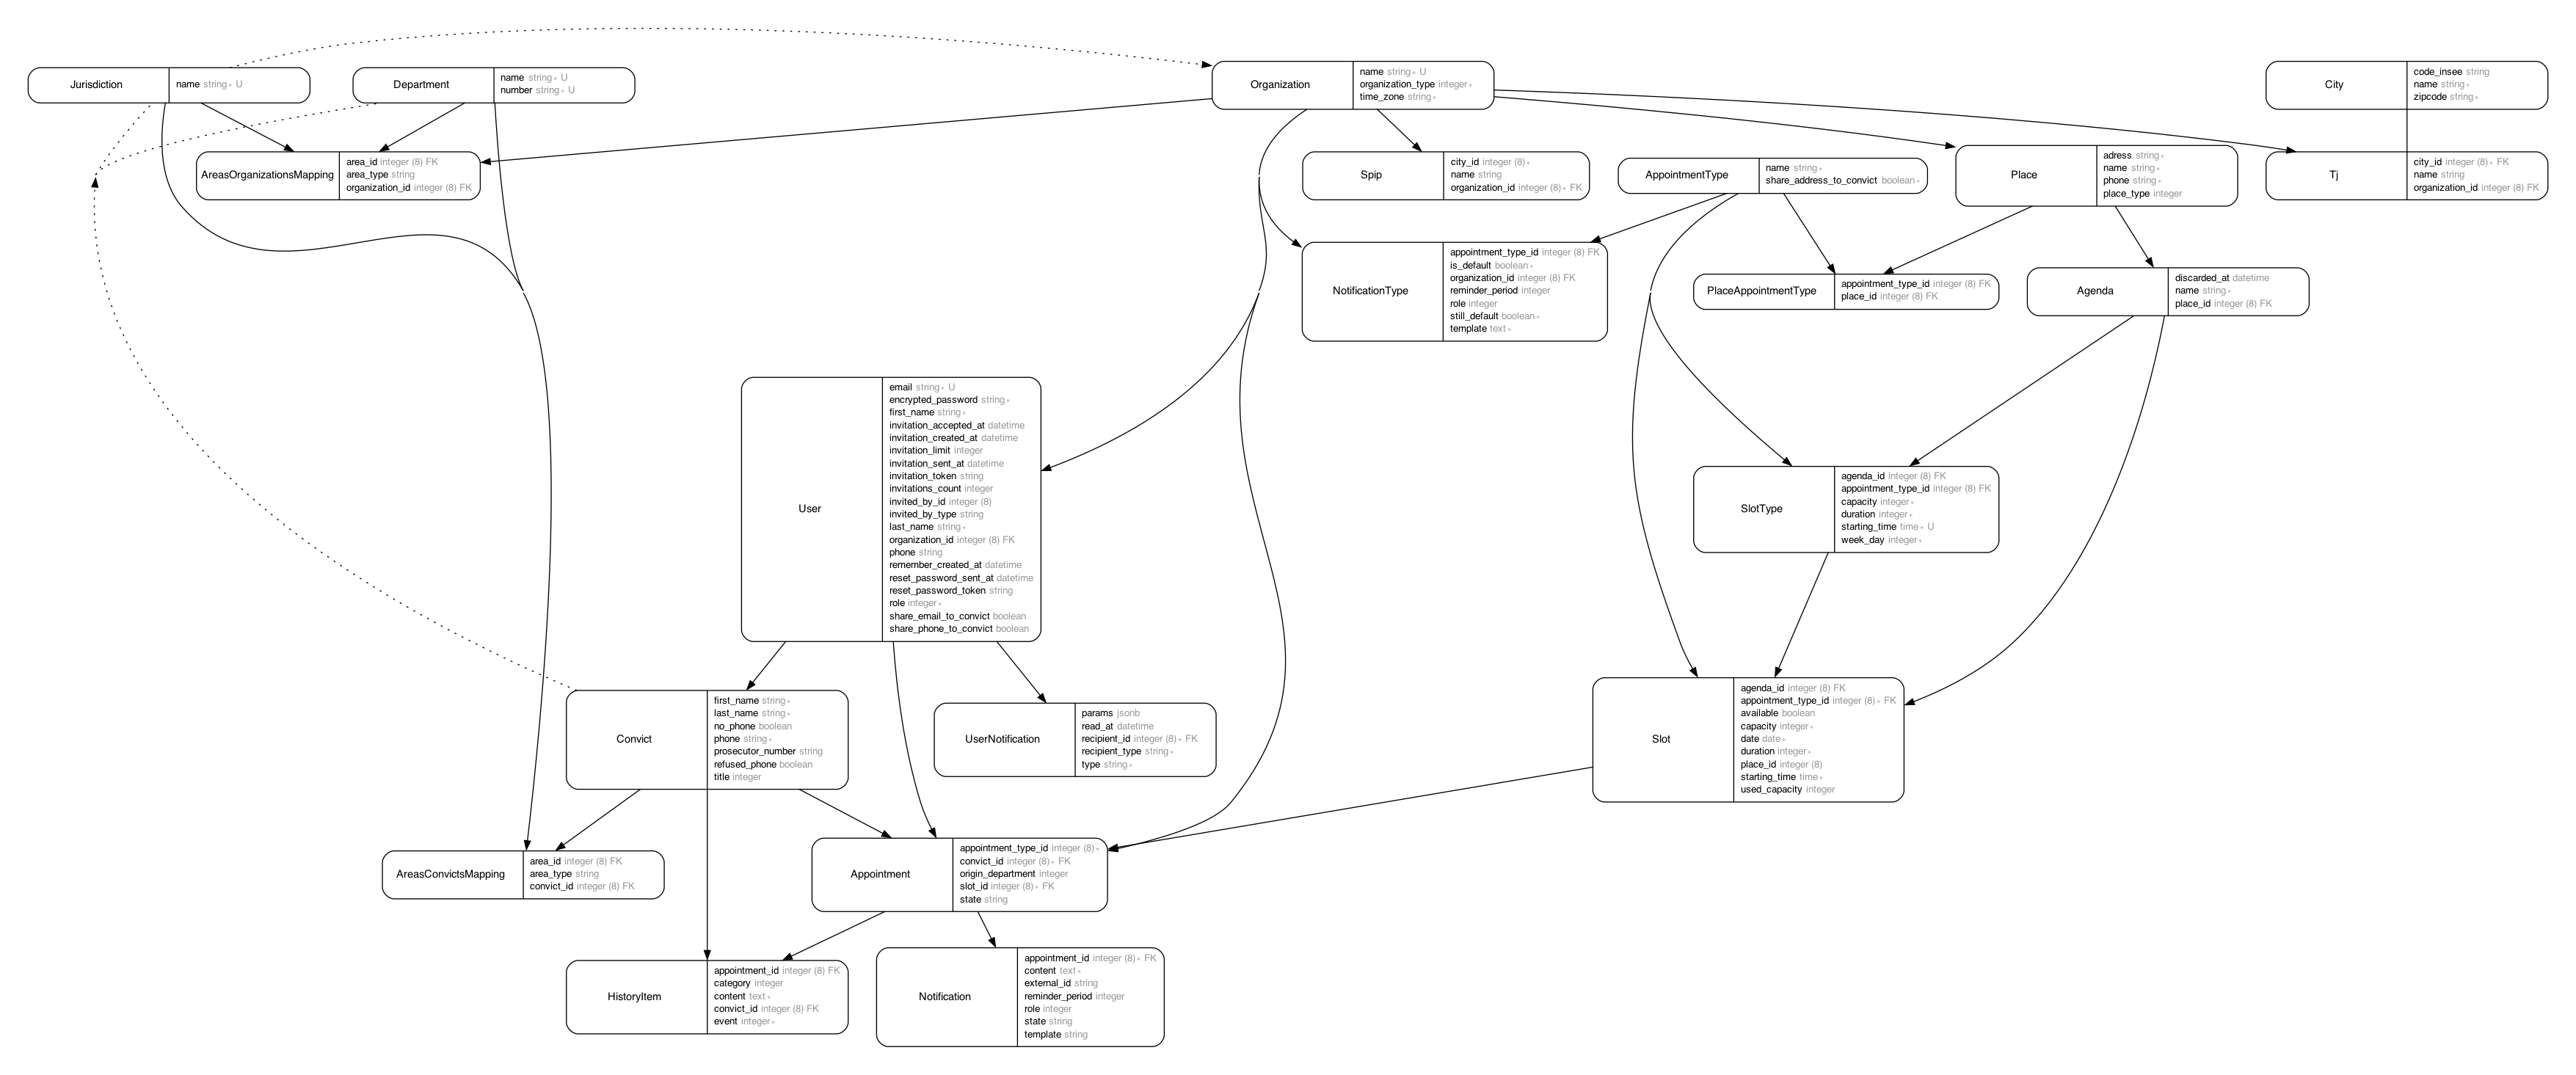 Jurisdiction
name string∗ U
Department
name string∗ U
number string∗ U
Organization
name string∗ U
organization_type integer∗
time_zone string∗
City
code_insee string
name string∗
zipcode string∗
AreasOrganizationsMapping
area_id integer (8) FK
area_type string
organization_id integer (8) FK
Spip
city_id integer (8)∗
name string
organization_id integer (8)∗ FK
AppointmentType
name string∗
share_address_to_convict boolean∗
Place
adress string∗
name string∗
phone string∗
place_type integer
Tj
city_id integer (8)∗ FK
name string
organization_id integer (8) FK
NotificationType
appointment_type_id integer (8) FK
is_default boolean∗
organization_id integer (8) FK
reminder_period integer
role integer
still_default boolean∗
template text∗
PlaceAppointmentType
appointment_type_id integer (8) FK
place_id integer (8) FK
Agenda
discarded_at datetime
name string∗
place_id integer (8) FK
User
email string∗ U
encrypted_password string∗
first_name string∗
invitation_accepted_at datetime
invitation_created_at datetime
invitation_limit integer
invitation_sent_at datetime
invitation_token string
invitations_count integer
invited_by_id integer (8)
invited_by_type string
last_name string∗
organization_id integer (8) FK
phone string
remember_created_at datetime
reset_password_sent_at datetime
reset_password_token string
role integer∗
share_email_to_convict boolean
share_phone_to_convict boolean
SlotType
agenda_id integer (8) FK
appointment_type_id integer (8) FK
capacity integer∗
duration integer∗
starting_time time∗ U
week_day integer∗
Convict
first_name string∗
last_name string∗
no_phone boolean
phone string∗
prosecutor_number string
refused_phone boolean
title integer
UserNotification
params jsonb
read_at datetime
recipient_id integer (8)∗ FK
recipient_type string∗
type string∗
Slot
agenda_id integer (8) FK
appointment_type_id integer (8)∗ FK
available boolean
capacity integer∗
date date∗
duration integer∗
place_id integer (8)
starting_time time∗
used_capacity integer
AreasConvictsMapping
area_id integer (8) FK
area_type string
convict_id integer (8) FK
Appointment
appointment_type_id integer (8)∗
convict_id integer (8)∗ FK
origin_department integer
slot_id integer (8)∗ FK
state string
HistoryItem
appointment_id integer (8) FK
category integer
content text∗
convict_id integer (8) FK
event integer∗
Notification
appointment_id integer (8)∗ FK
content text∗
external_id string
reminder_period integer
role integer
state string
template string